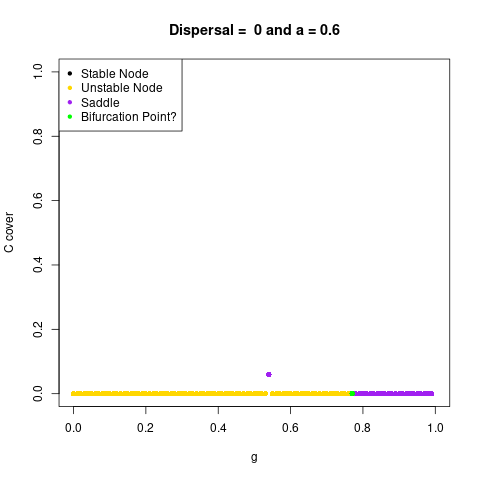 Dispersal =  0 and a = 0.6
Stable Node
Unstable Node
Saddle
Bifurcation Point?
C cover
1.0
0.8
0.6
0.4
0.2
0.0
0.0 0.2 0.4 0.6 0.8 1.0
g